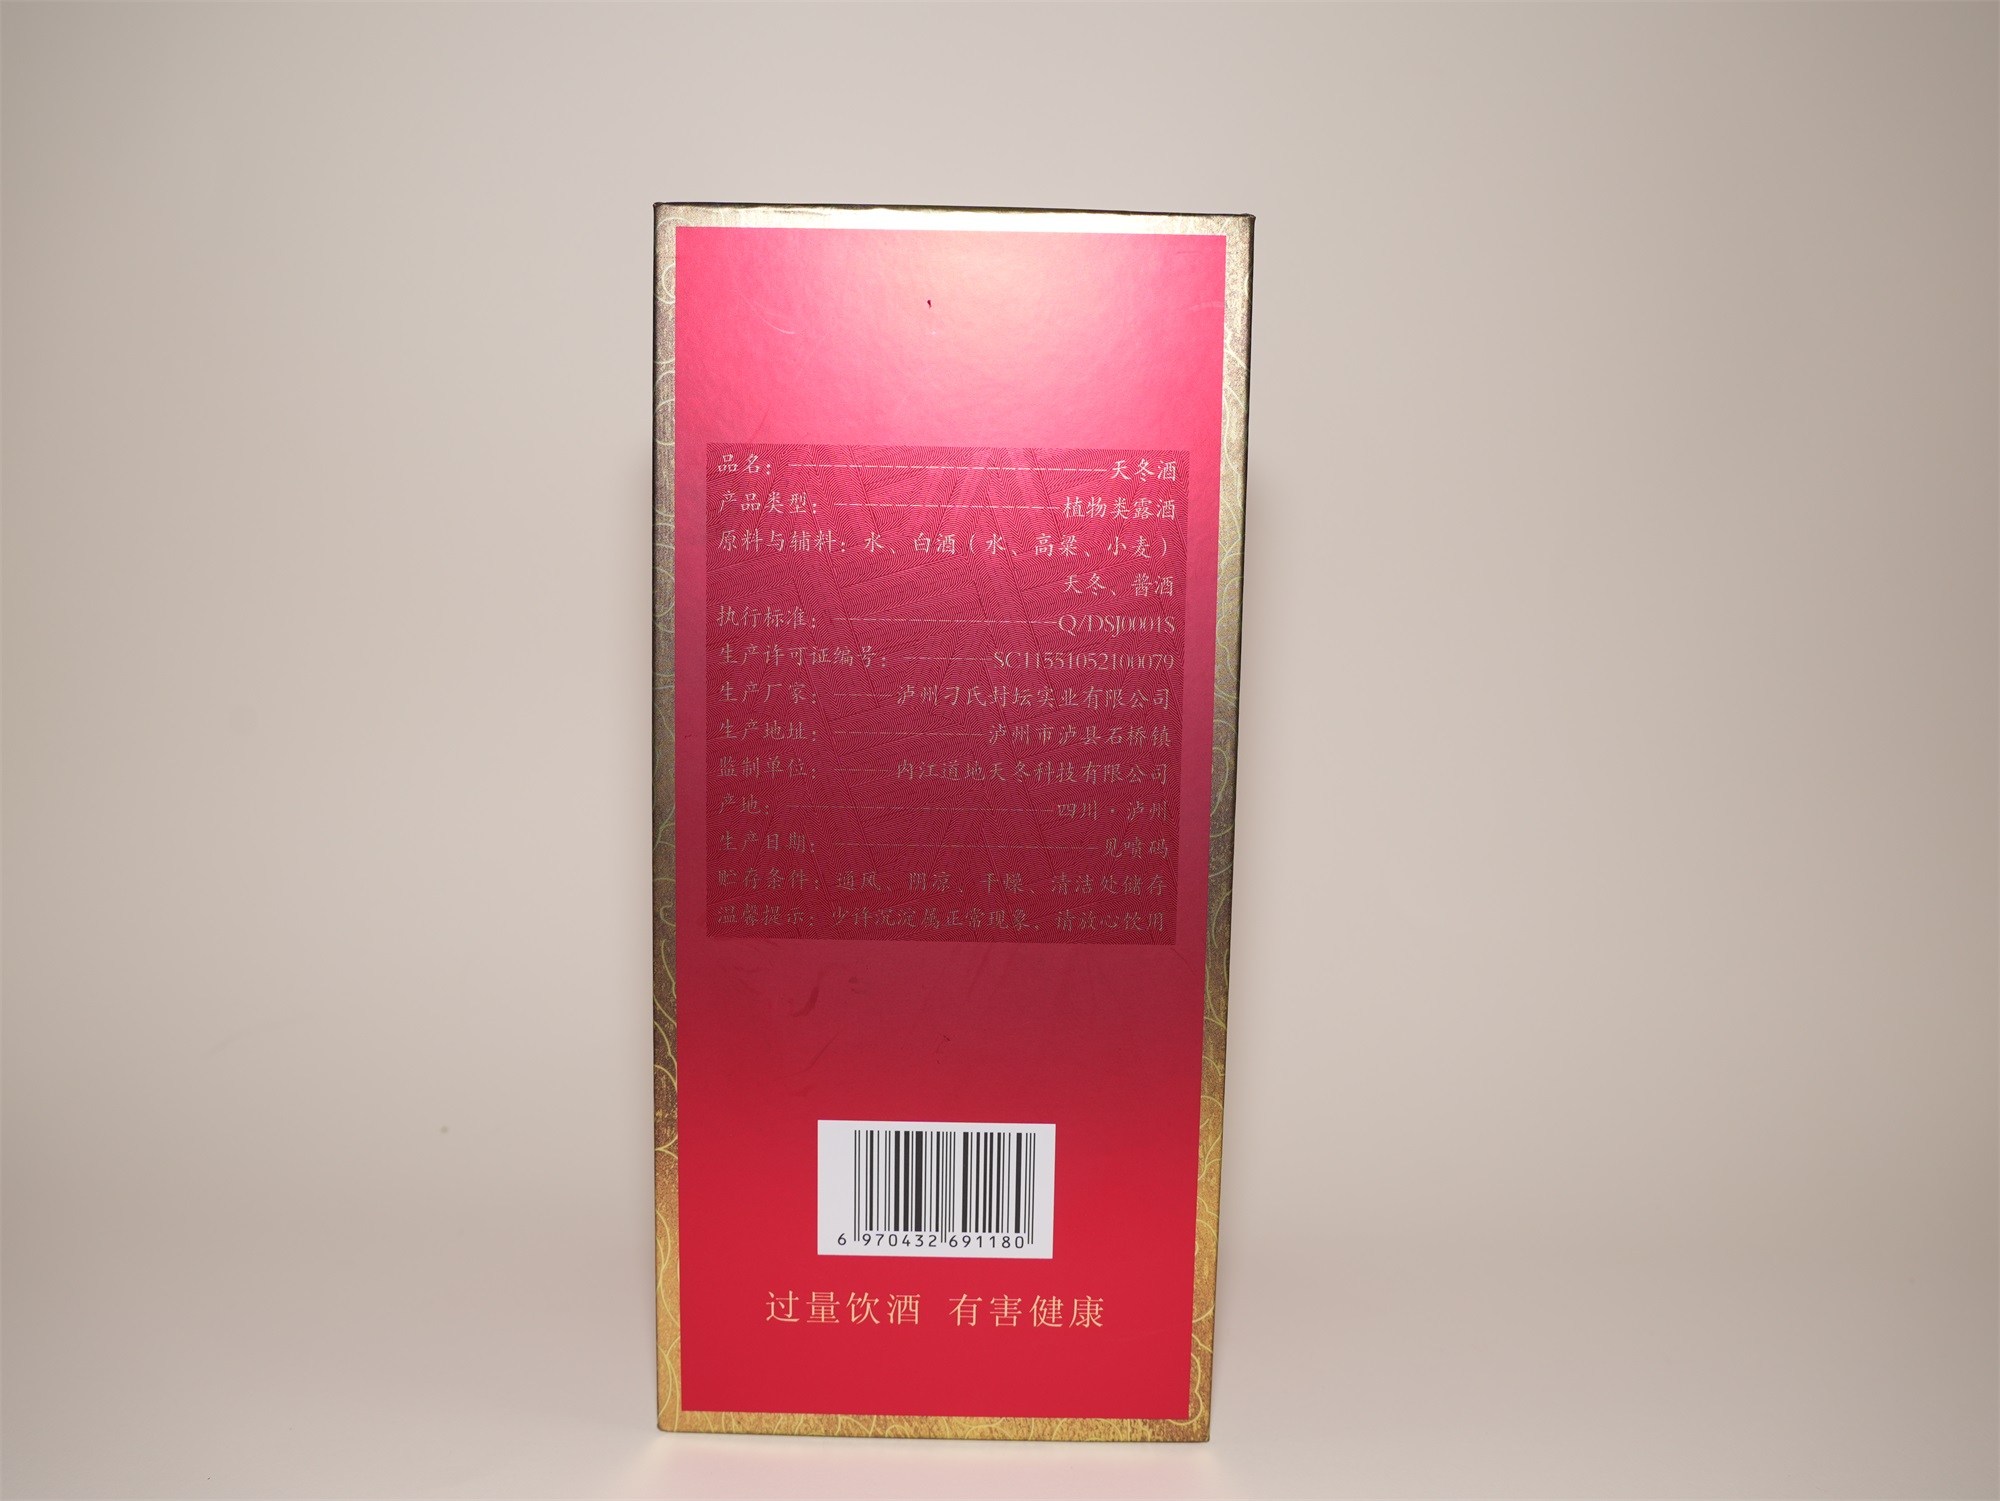 品名：天冬酒
产品类型：植物类露酒
原料与辅料：水、白酒（水、高粱、小麦）
天冬、酱酒
执行标准：Q/DSJ0001S
生产许可证编号：SC11551052100079
生产厂家：泸州刁氏封坛实业有限公司
生产地址：泸州市泸县石桥镇
监制单位：内江道地天冬科技有限公司
产地：四川·泸州
生产日期：见喷码
贮存条件：通风、阴凉、干燥、清洁处储存
温馨提示：少许沉淀属正常现象，请放心饮用
6 970432 691180
过量饮酒 有害健康